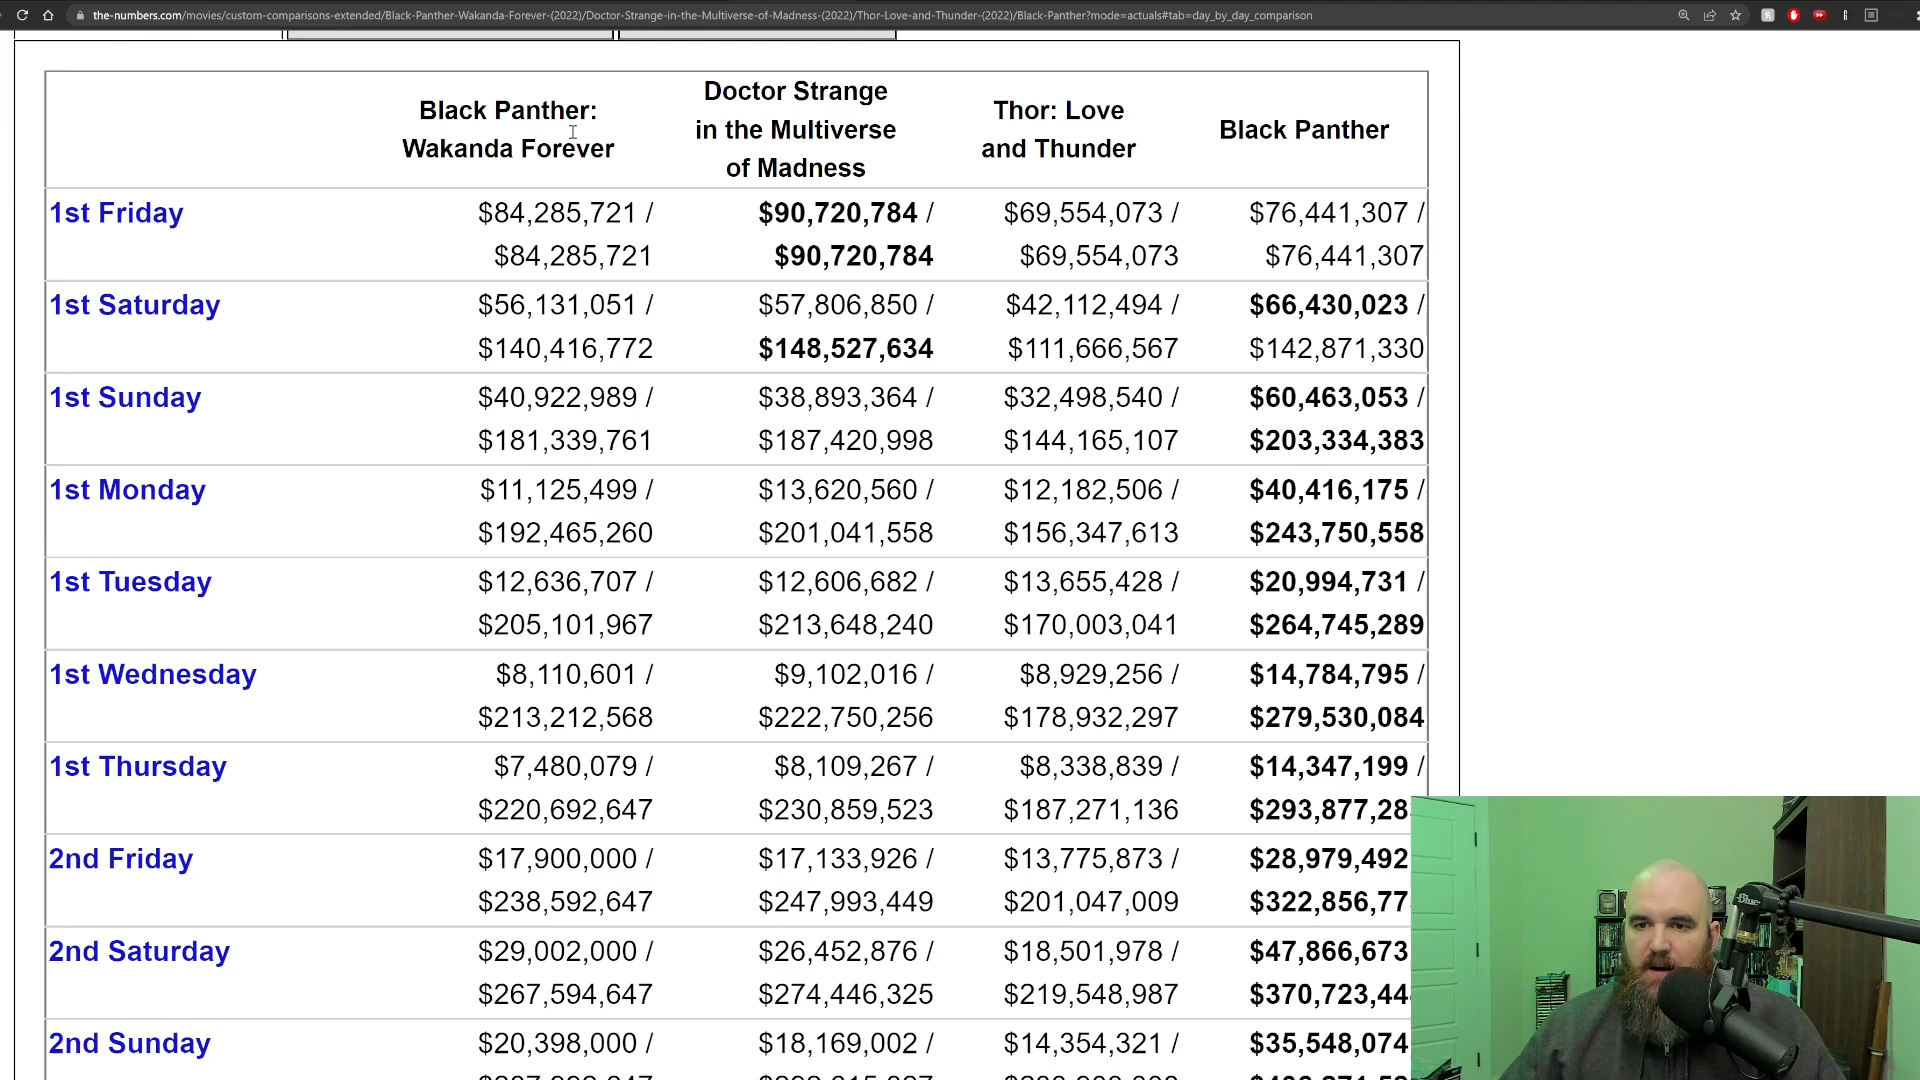 the-numbers.com/movies/custom-comparisons-extended/Black-Panther-Wakanda-Forever-(2022)/Doctor-Strange-in-the-Multiverse-of-Madness-(2022)/Thor-Love-and-Thunder-(2022)/Black-Panther?mode=actuals#tab=day_by_day_comparison
Black Panther:
Wakanda Forever
Doctor Strange
in the Multiverse
of Madness
Thor: Love
and Thunder
Black Panther
1st Friday $84,285,721 / $90,720,784 / $69,554,073 / $76,441,307 /
$84,285,721 $90,720,784 $69,554,073 $76,441,307
1st Saturday $56,131,051 / $57,806,850 / $42,112,494 / $66,430,023 /
$140,416,772 $148,527,634 $111,666,567 $142,871,330
1st Sunday $40,922,989 / $38,893,364 / $32,498,540 / $60,463,053 /
$181,339,761 $187,420,998 $144,165,107 $203,334,383
1st Monday $11,125,499 / $13,620,560 / $12,182,506 / $40,416,175 /
$192,465,260 $201,041,558 $156,347,613 $243,750,558
1st Tuesday $12,636,707 / $12,606,682 / $13,655,428 / $20,994,731 /
$205,101,967 $213,648,240 $170,003,041 $264,745,289
1st Wednesday $8,110,601 / $9,102,016 / $8,929,256 / $14,784,795 /
$213,212,568 $222,750,256 $178,932,297 $279,530,084
1st Thursday $7,480,079 / $8,109,267 / $8,338,839 / $14,347,199 /
$220,692,647 $230,859,523 $187,271,136 $293,877,28
2nd Friday $17,900,000 / $17,133,926 / $13,775,873 / $28,979,492
$238,592,647 $247,993,449 $201,047,009 $322,856,77
2nd Saturday $29,002,000 / $26,452,876 / $18,501,978 / $47,866,673
$267,594,647 $274,446,325 $219,548,987 $370,723,44
2nd Sunday $20,398,000 / $18,169,002 / $14,354,321 / $35,548,074
Blue